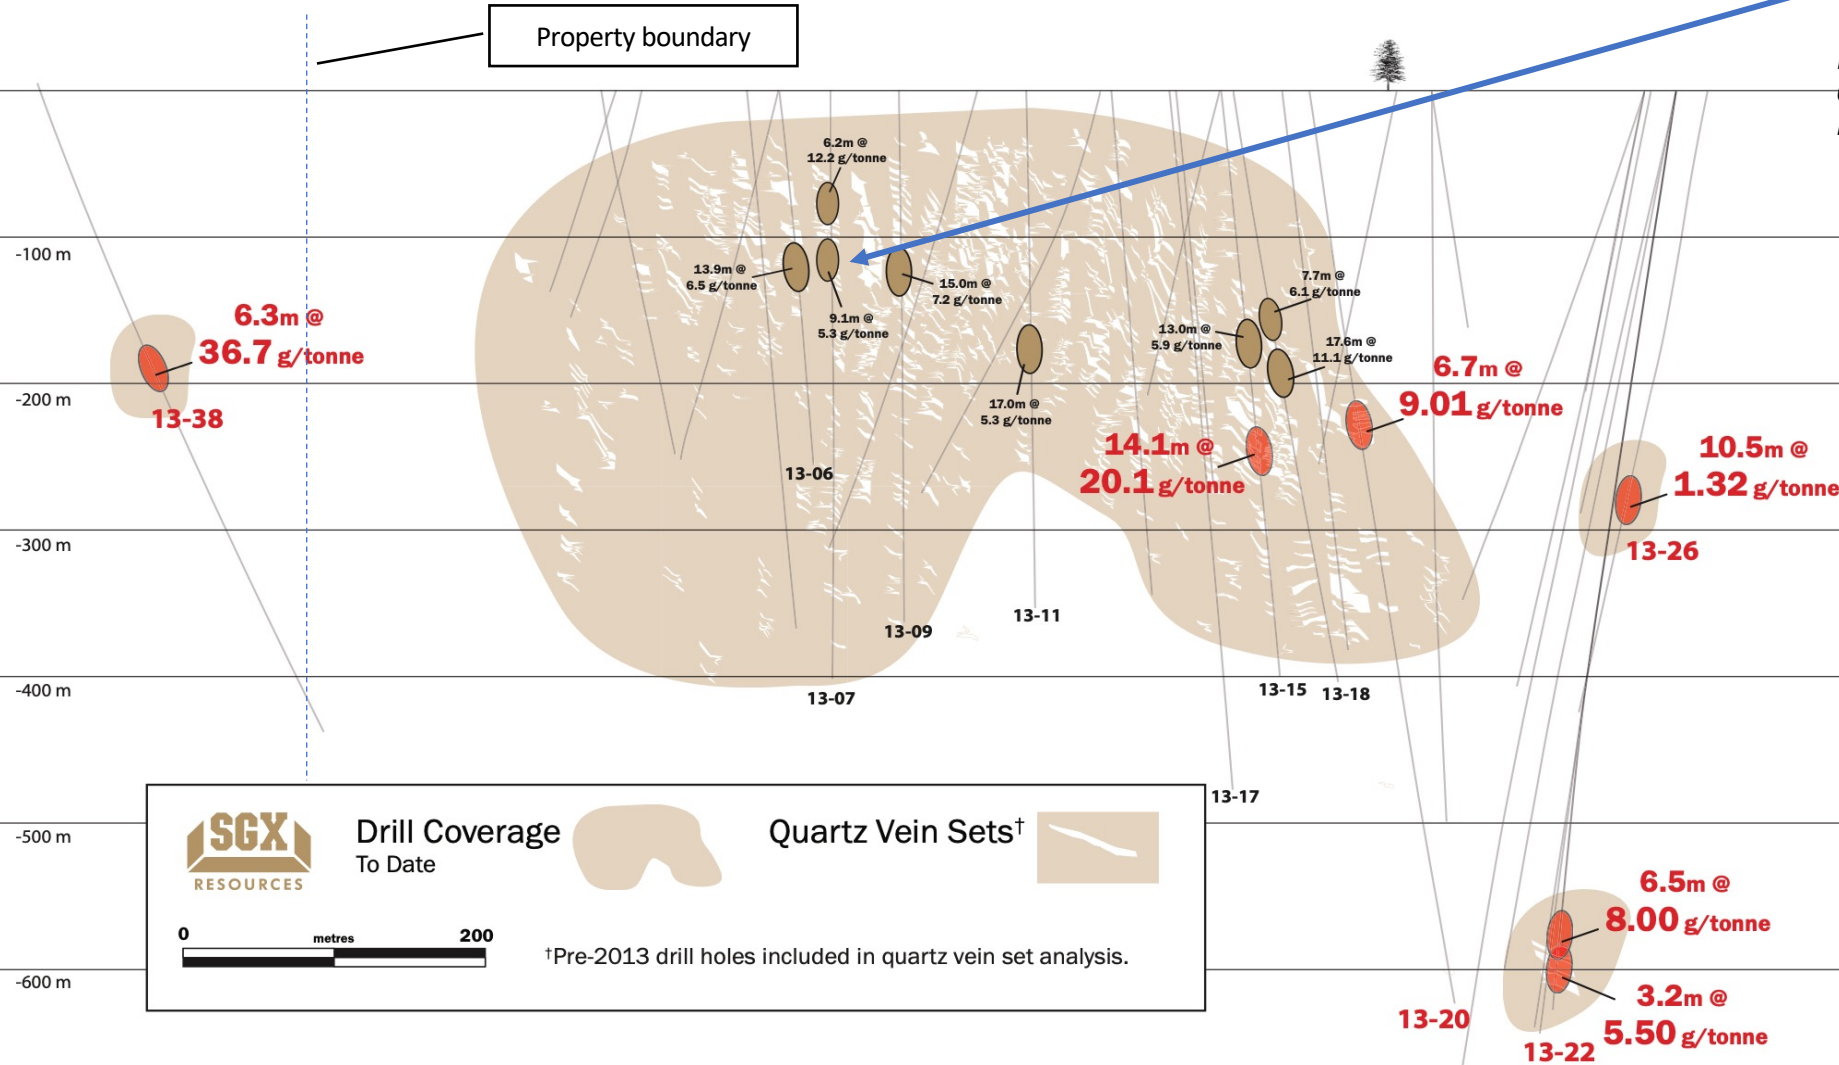 Property boundary
6.2m @
12.2 g/tonne
-100 m
13.9m @
6.5 g/tonne
9.1m @
5.3 g/tonne
15.0m @
7.2 g/tonne
7.7m @
6.1 g/tonne
13.0m @
5.9 g/tonne
17.6m @
11.1 g/tonne
6.3m @
36.7 g/tonne
13-38
-200 m
17.0m @
5.3 g/tonne
6.7m @
9.01 g/tonne
14.1m @
20.1 g/tonne
10.5m @
1.32 g/tonne
13-26
13-06
-300 m
13-11
13-09
-400 m
13-07
13-15
13-18
13-17
-500 m
SGX
RESOURCES
Drill Coverage
To Date
Quartz Vein Sets†
0 metres 200
†Pre-2013 drill holes included in quartz vein set analysis.
-600 m
6.5m @
8.00 g/tonne
3.2m @
5.50 g/tonne
13-20
13-22